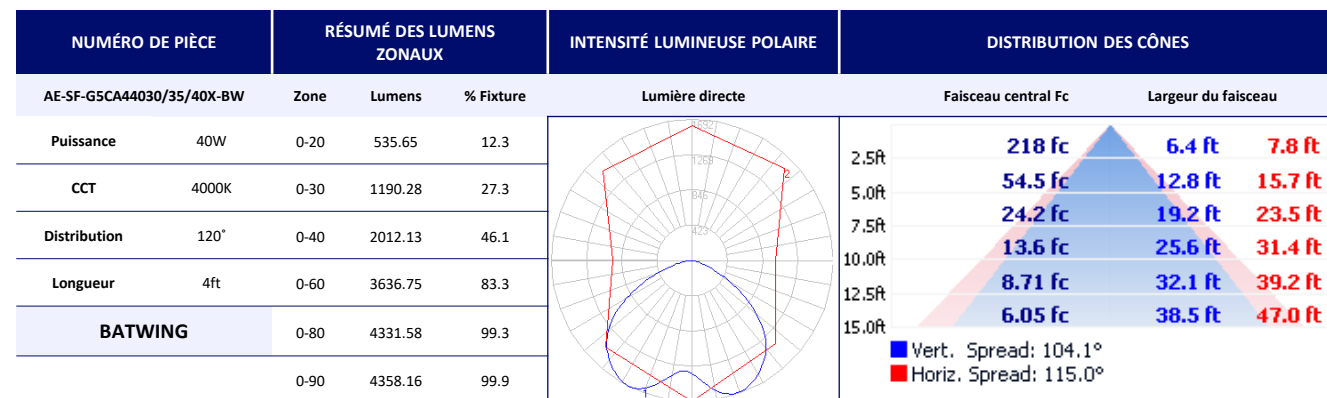 NUMÉRO DE PIÈCE
RÉSUMÉ DES LUMENS
ZONAUX
INTENSITÉ LUMINEUSE POLAIRE
DISTRIBUTION DES CÔNES
AE-SF-G5CA44030/35/40X-BW
Zone Lumens % Fixture
Lumière directe
Faisceau central Fc Largeur du faisceau
Puissance 40W
0-20 535.65 12.3
CCT 4000K
0-30 1190.28 27.3
Distribution 120˚
0-40 2012.13 46.1
Longueur 4ft
0-60 3636.75 83.3
BATWING
0-80 4331.58 99.3
0-90 4358.16 99.9
1692
1269
846
423
2
1
2.5ft 218 fc 6.4 ft 7.8 ft
5.0ft 54.5 fc 12.8 ft 15.7 ft
7.5ft 24.2 fc 19.2 ft 23.5 ft
10.0ft 13.6 fc 25.6 ft 31.4 ft
12.5ft 8.71 fc 32.1 ft 39.2 ft
15.0ft 6.05 fc 38.5 ft 47.0 ft
Vert. Spread: 104.1º
Horiz. Spread: 115.0º